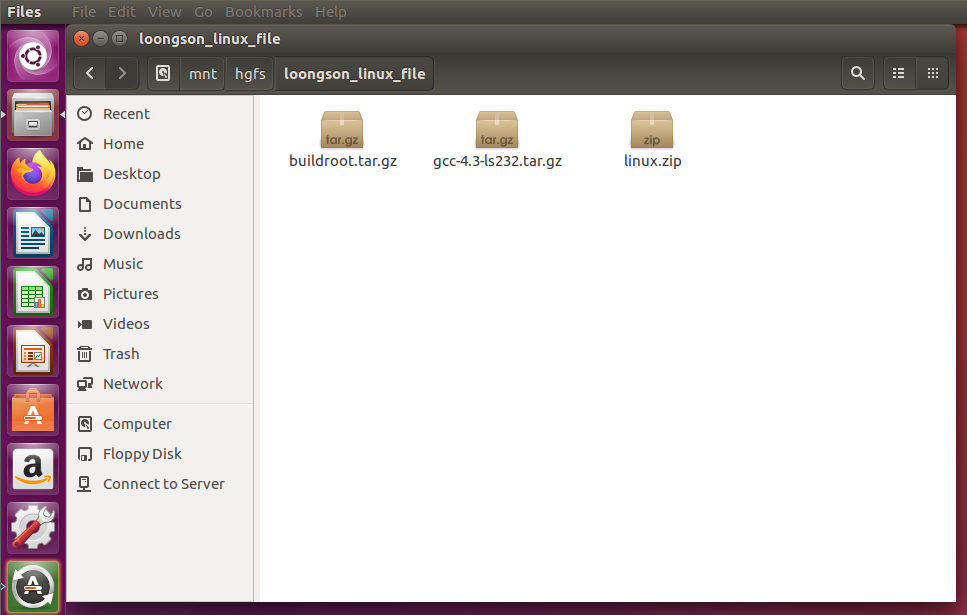 Files File Edit View Go Bookmarks Help
loongson_linux_file
mnt hgfs loongson_linux_file
Recent
Home
Desktop
Documents
Downloads
Music
Pictures
Videos
Trash
Network
Computer
Floppy Disk
Connect to Server
tar.gz
buildroot.tar.gz
tar.gz
gcc-4.3-ls232.tar.gz
zip
linux.zip
a